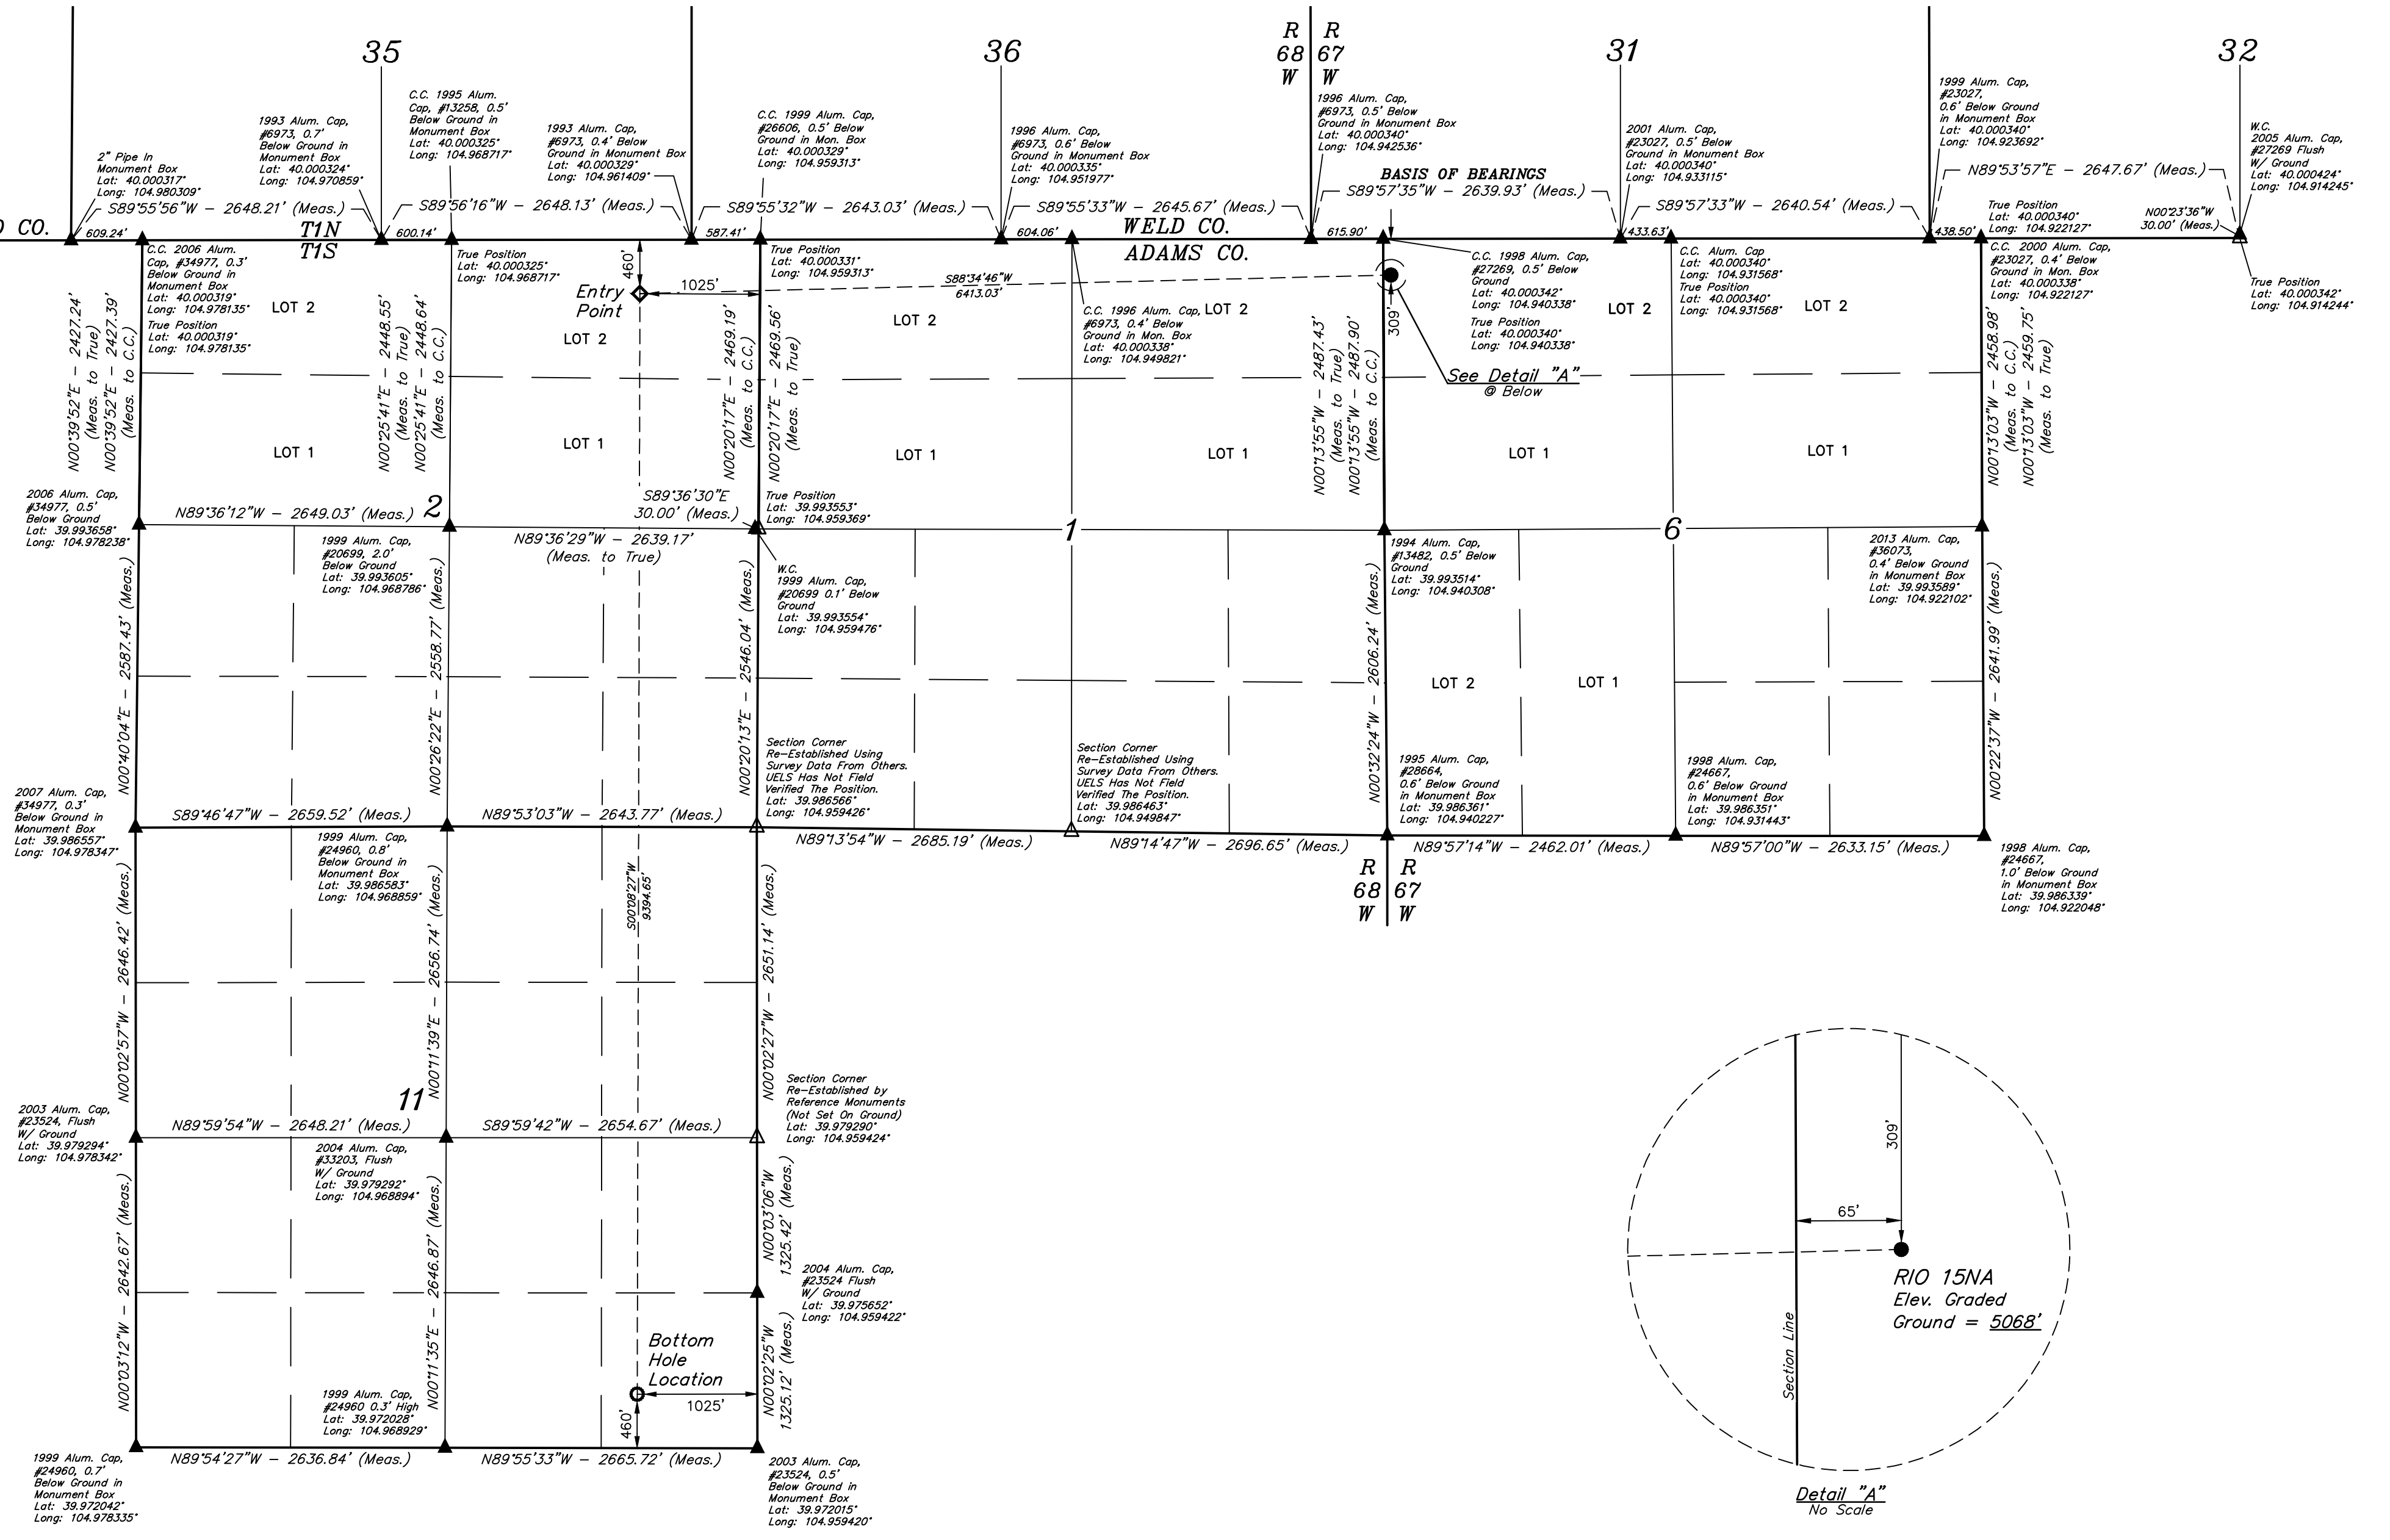 35
36
R R
68 67
W W
31
32
2" Pipe In
Monument Box
Lat: 40.000317°
Long: 104.980309°
1993 Alum. Cap,
#6973, 0.7'
Below Ground in
Monument Box
Lat: 40.000324°
Long: 104.970859°
C.C. 1995 Alum.
Cap, #13258, 0.5'
Below Ground in
Monument Box
Lat: 40.000325°
Long: 104.968717°
1993 Alum. Cap,
#6973, 0.4' Below
Ground in Monument Box
Lat: 40.000329°
Long: 104.961409°
C.C. 1999 Alum. Cap,
#26606, 0.5' Below
Ground in Mon. Box
Lat: 40.000329°
Long: 104.959313°
1996 Alum. Cap,
#6973, 0.6' Below
Ground in Monument Box
Lat: 40.000335°
Long: 104.951977°
1996 Alum. Cap,
#6973, 0.5' Below
Ground in Monument Box
Lat: 40.000340°
Long: 104.942536°
2001 Alum. Cap,
#23027, 0.5' Below
Ground in Monument Box
Lat: 40.000340°
Long: 104.933115°
1999 Alum. Cap,
#23027,
0.6' Below Ground
in Monument Box
Lat: 40.000340°
Long: 104.923692°
W.C.
2005 Alum. Cap,
#27269 Flush
W/ Ground
Lat: 40.000424°
Long: 104.914245°
BASIS OF BEARINGS
S89°55'56"W - 2648.21' (Meas.)
S89°56'16"W - 2648.13' (Meas.)
S89°55'32"W - 2643.03' (Meas.)
S89°55'33"W - 2645.67' (Meas.)
S89°57'35"W - 2639.93' (Meas.)
S89°57'33"W - 2640.54' (Meas.)
N89°53'57"E - 2647.67' (Meas.)
True Position
Lat: 40.000340°
Long: 104.922127°
N00°23'36"W
30.00' (Meas.)
CO.
609.24'
T1N
T1S
600.14'
587.41'
604.06'
WELD CO.
ADAMS CO.
615.90'
433.63'
438.50'
C.C. 2006 Alum.
Cap, #34977, 0.3'
Below Ground in
Monument Box
Lat: 40.000319°
Long: 104.978135°
True Position
Lat: 40.000319°
Long: 104.978135°
True Position
Lat: 40.000325°
Long: 104.968717°
460'
1025'
Entry
Point
True Position
Lat: 40.000331°
Long: 104.959313°
S88°34'46"W
6413.03'
C.C. 1996 Alum. Cap,
#6973, 0.4' Below
Ground in Mon. Box
Lat: 40.000338°
Long: 104.949821°
309'
C.C. 1998 Alum. Cap,
#27269, 0.5' Below
Ground
Lat: 40.000342°
Long: 104.940338°
True Position
Lat: 40.000340°
Long: 104.940338°
C.C. Alum. Cap
Lat: 40.000340°
Long: 104.931568°
True Position
Lat: 40.000340°
Long: 104.931568°
C.C. 2000 Alum. Cap,
#23027, 0.4' Below
Ground in Mon. Box
Lat: 40.000338°
Long: 104.922127°
True Position
Lat: 40.000342°
Long: 104.914244°
LOT 2
LOT 2
LOT 2
LOT 2
LOT 2
LOT 2
See Detail "A"
@ Below
N00°39'52"E - 2427.24'
(Meas. to True)
N00°39'52"E - 2427.39'
(Meas. to C.C.)
N00°25'41"E - 2448.55'
(Meas. to True)
N00°25'41"E - 2448.64'
(Meas. to C.C.)
N00°20'17"E - 2469.19'
(Meas. to C.C.)
N00°20'17"E - 2469.56'
(Meas. to True)
N00°13'55"W - 2487.43'
(Meas. to True)
N00°13'55"W - 2487.90'
(Meas. to C.C.)
N00°13'03"W - 2458.98'
(Meas. to C.C.)
N00°13'03"W - 2459.75'
(Meas. to True)
LOT 1
LOT 1
LOT 1
LOT 1
LOT 1
LOT 1
2006 Alum. Cap,
#34977, 0.5'
Below Ground
Lat: 39.993658°
Long: 104.978238°
N89°36'12"W - 2649.03' (Meas.)
2
S89°36'30"E
30.00' (Meas.)
True Position
Lat: 39.993553°
Long: 104.959369°
1
6
1999 Alum. Cap,
#20699, 2.0'
Below Ground
Lat: 39.993605°
Long: 104.968786°
N89°36'29"W - 2639.17'
(Meas. to True)
W.C.
1999 Alum. Cap,
#20699 0.1' Below
Ground
Lat: 39.993554°
Long: 104.959476°
1994 Alum. Cap,
#13482, 0.5' Below
Ground
Lat: 39.993514°
Long: 104.940308°
2013 Alum. Cap,
#36073,
0.4' Below Ground
in Monument Box
Lat: 39.993589°
Long: 104.922102°
N00°40'04"E - 2587.43' (Meas.)
N00°26'22"E - 2558.77' (Meas.)
N00°20'13"E - 2546.04' (Meas.)
N00°32'24"W - 2606.24' (Meas.)
N00°22'37"W - 2641.99' (Meas.)
LOT 2
LOT 1
Section Corner
Re-Established Using
Survey Data From Others.
UELS Has Not Field
Verified The Position.
Lat: 39.986566°
Long: 104.959426°
Section Corner
Re-Established Using
Survey Data From Others.
UELS Has Not Field
Verified The Position.
Lat: 39.986463°
Long: 104.949847°
1995 Alum. Cap,
#28664,
0.6' Below Ground
in Monument Box
Lat: 39.986361°
Long: 104.940227°
1998 Alum. Cap,
#24667,
0.6' Below Ground
in Monument Box
Lat: 39.986351°
Long: 104.931443°
2007 Alum. Cap,
#34977, 0.3'
Below Ground in
Monument Box
Lat: 39.986557°
Long: 104.978347°
S89°46'47"W - 2659.52' (Meas.)
N89°53'03"W - 2643.77' (Meas.)
N89°13'54"W - 2685.19' (Meas.)
N89°14'47"W - 2696.65' (Meas.)
N89°57'14"W - 2462.01' (Meas.)
N89°57'00"W - 2633.15' (Meas.)
1999 Alum. Cap,
#24960, 0.8'
Below Ground in
Monument Box
Lat: 39.986583°
Long: 104.968859°
R R
68 67
W W
1998 Alum. Cap,
#24667,
1.0' Below Ground
in Monument Box
Lat: 39.986339°
Long: 104.922048°
S00°08'27"W
9394.65'
N00°02'57"W - 2646.42' (Meas.)
N00°11'39"E - 2656.74' (Meas.)
N00°02'27"W - 2651.14' (Meas.)
11
Section Corner
Re-Established by
Reference Monuments
(Not Set On Ground)
Lat: 39.979290°
Long: 104.959424°
2003 Alum. Cap,
#23524, Flush
W/ Ground
Lat: 39.979294°
Long: 104.978342°
N89°59'54"W - 2648.21' (Meas.)
S89°59'42"W - 2654.67' (Meas.)
2004 Alum. Cap,
#33203, Flush
W/ Ground
Lat: 39.979292°
Long: 104.968894°
N00°03'12"W - 2642.67' (Meas.)
N00°11'35"E - 2646.87' (Meas.)
N00°03'06"W
1325.42' (Meas.)
2004 Alum. Cap,
#23524 Flush
W/ Ground
Lat: 39.975652°
Long: 104.959422°
N00°02'25"W
1325.12' (Meas.)
Bottom
Hole
Location
1025'
460'
1999 Alum. Cap,
#24960 0.3' High
Lat: 39.972028°
Long: 104.968929°
N89°54'27"W - 2636.84' (Meas.)
N89°55'33"W - 2665.72' (Meas.)
1999 Alum. Cap,
#24960, 0.7'
Below Ground in
Monument Box
Lat: 39.972042°
Long: 104.978335°
2003 Alum. Cap,
#23524, 0.5'
Below Ground in
Monument Box
Lat: 39.972015°
Long: 104.959420°
309'
65'
RIO 15NA
Elev. Graded
Ground = 5068'
Section Line
Detail "A"
No Scale